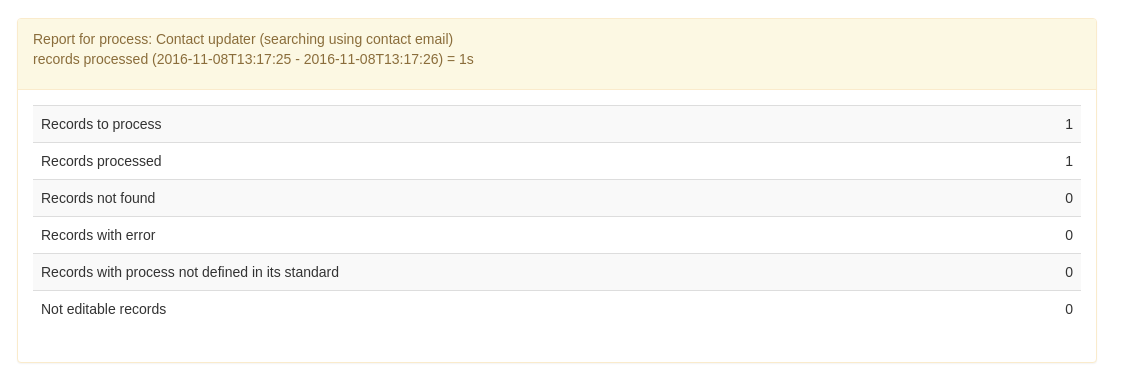 Report for process: Contact updater (searching using contact email)
records processed (2016-11-08T13:17:25 - 2016-11-08T13:17:26) = 1s
Records to process 1
Records processed 1
Records not found 0
Records with error 0
Records with process not defined in its standard 0
Not editable records 0